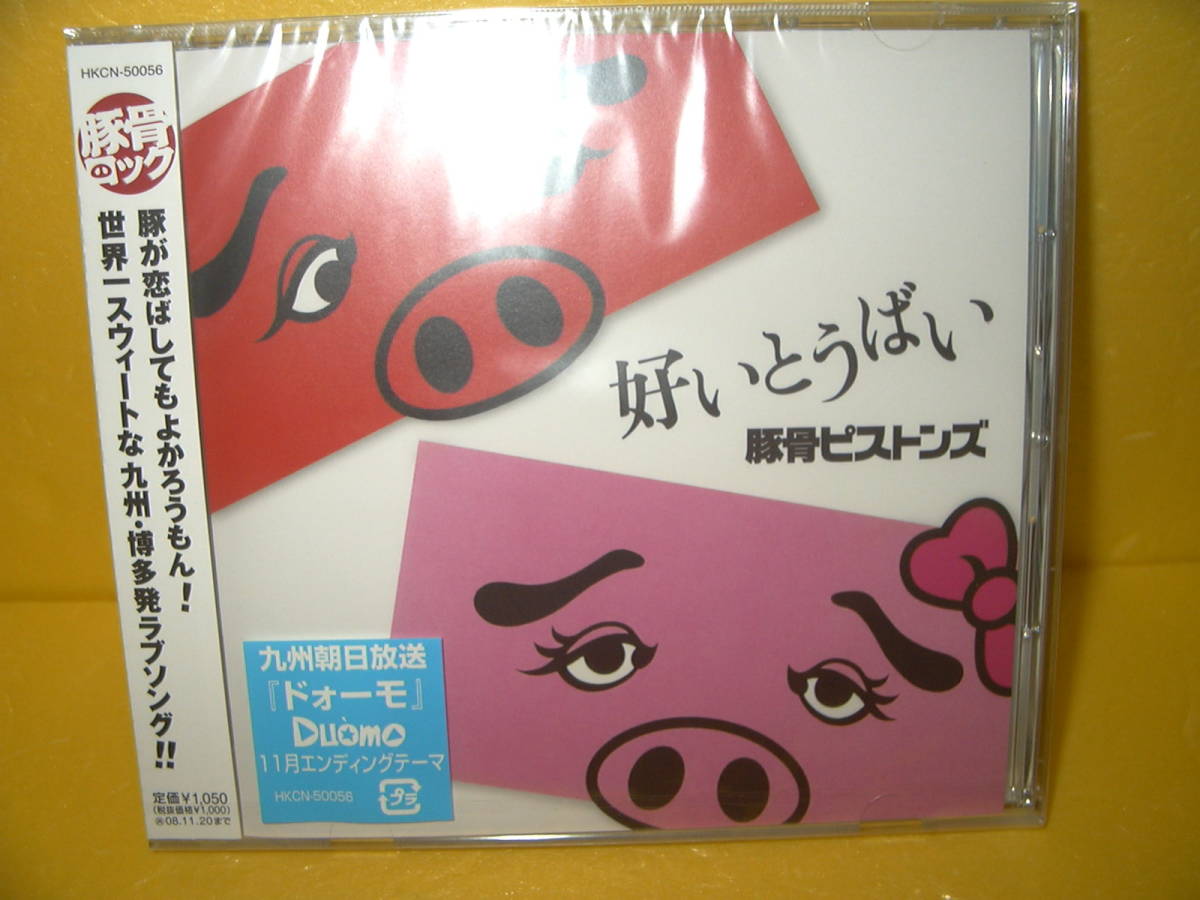 HKCN-50056
豚骨
のロック
豚が恋ばしてもよかろうもん！
世界一スウィートな九州・博多発ラブソング!!
定価¥1,050
(税抜価格¥1,000)
㋫08.11.20まで
好いとうばい
豚骨ピストンズ
九州朝日放送
『ドォーモ』
Duomo
11月エンディングテーマ
HKCN-50056
プラ